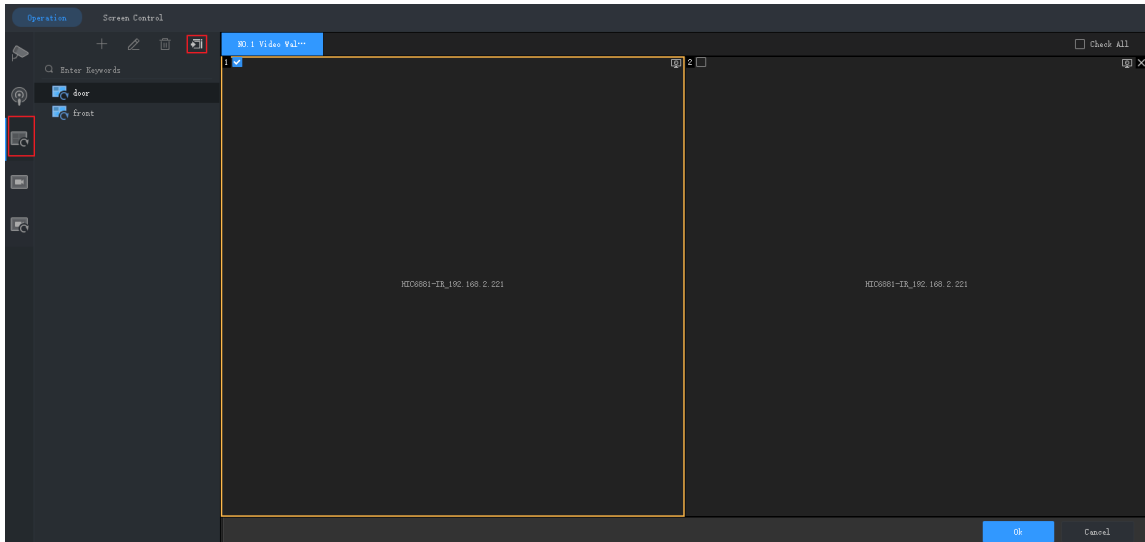 Operation Screen Control
NO.1 Video Wal···
Check All
1
2
Enter Keywords
door
front
HIC6881-IR_192.168.2.221
HIC6881-IR_192.168.2.221
Ok
Cancel